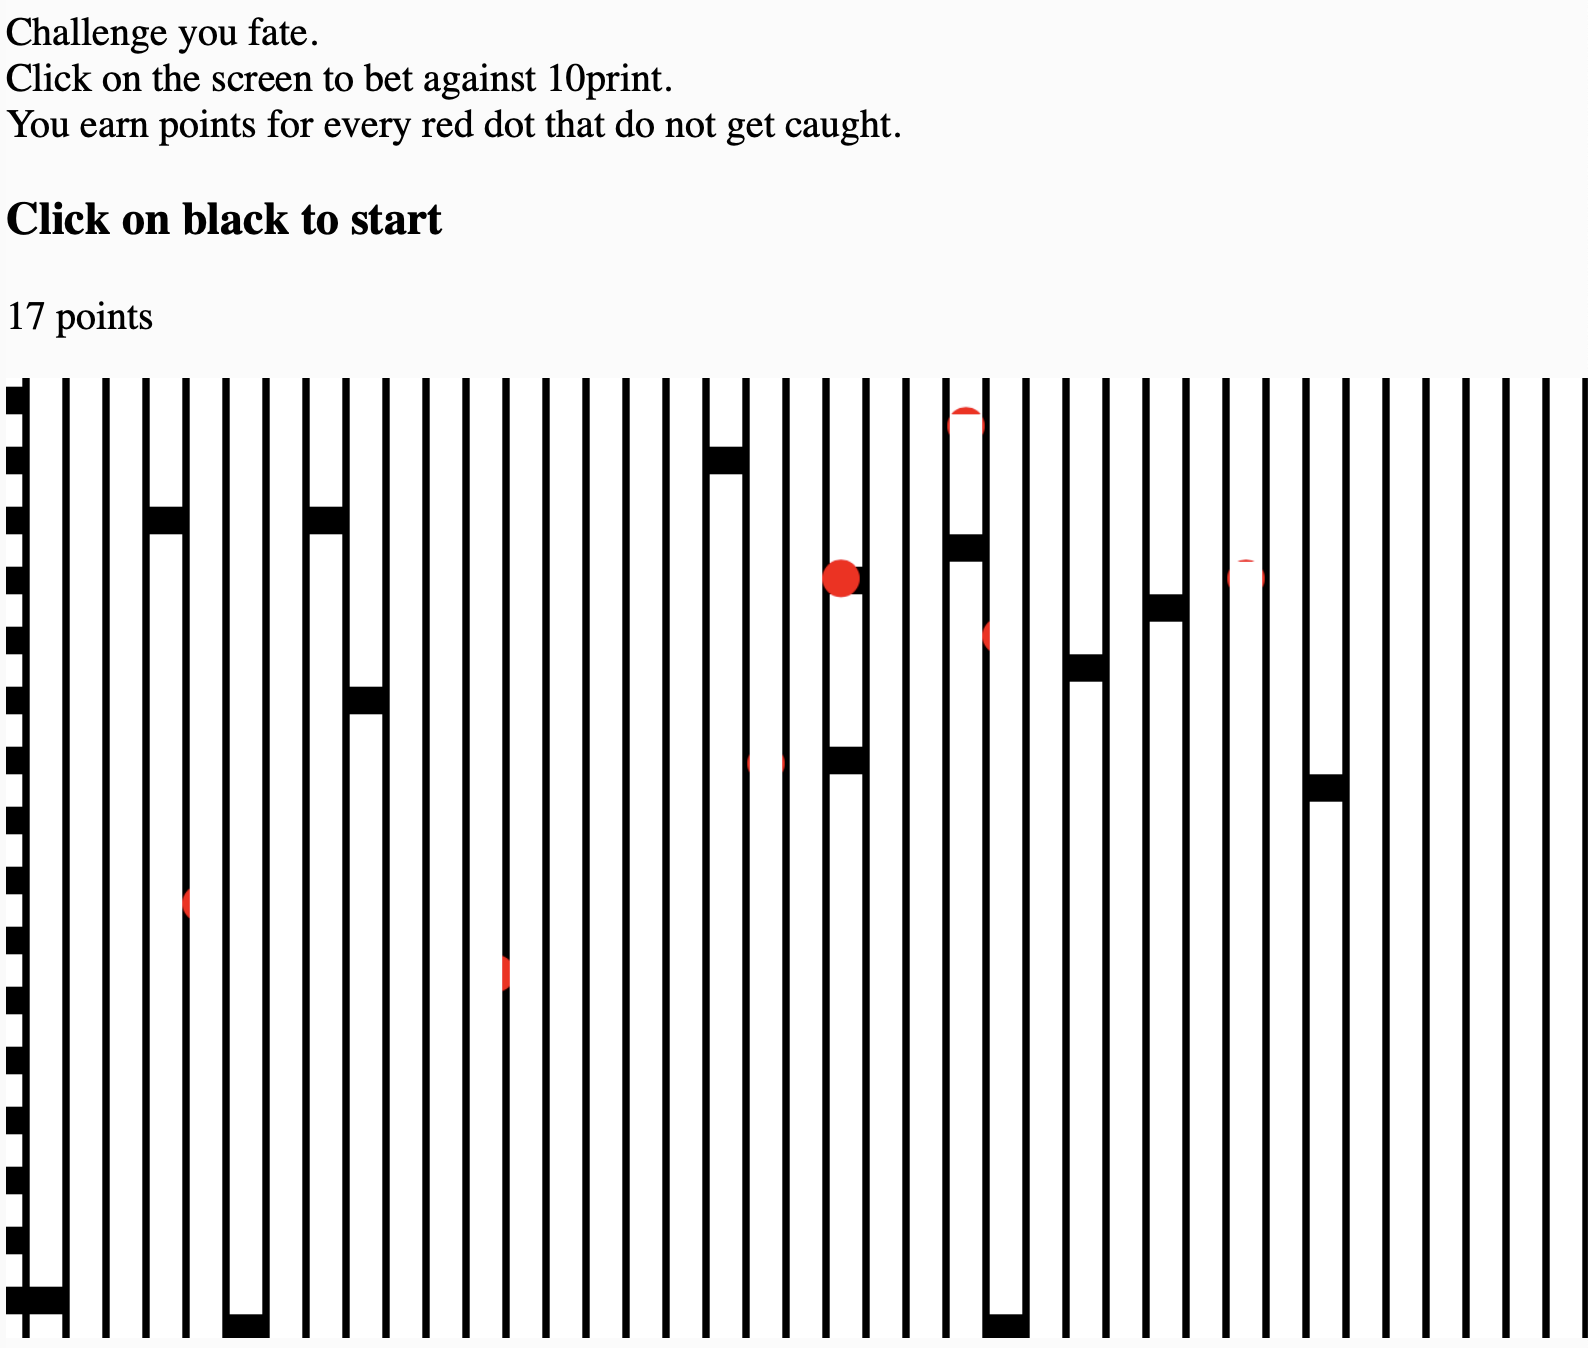 Challenge you fate.
Click on the screen to bet against 10print.
You earn points for every red dot that do not get caught.
Click on black to start
17 points